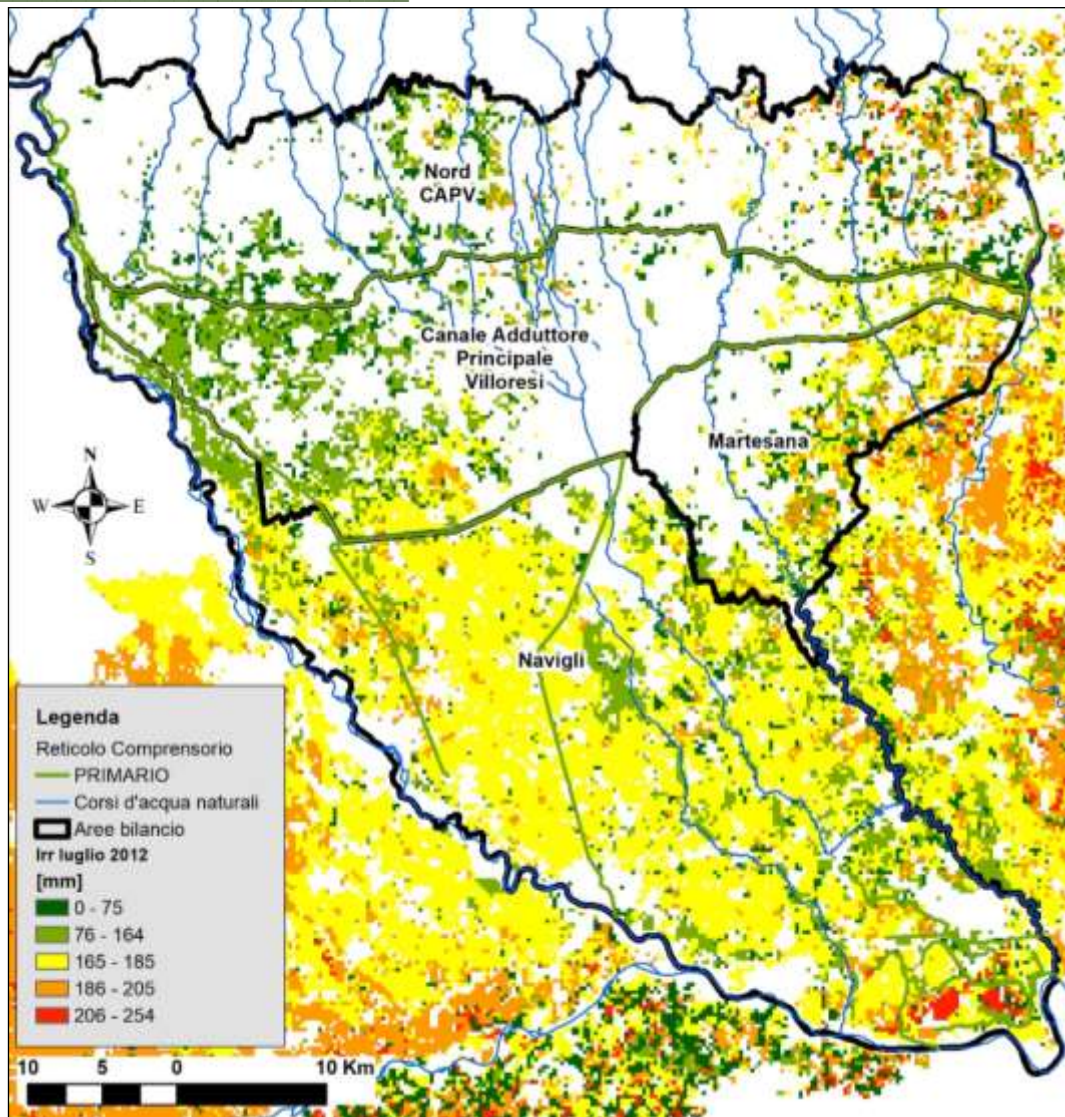 Nord
CAPV
Canale Adduttore
Principale
Villoresi
Martesana
N
W E
S
Navigli
Legenda
Reticolo Comprensorio
PRIMARIO
Corsi d'acqua naturali
Aree bilancio
Irr luglio 2012
[mm]
0 - 75
76 - 164
165 - 185
186 - 205
206 - 254
10 5 0 10 Km